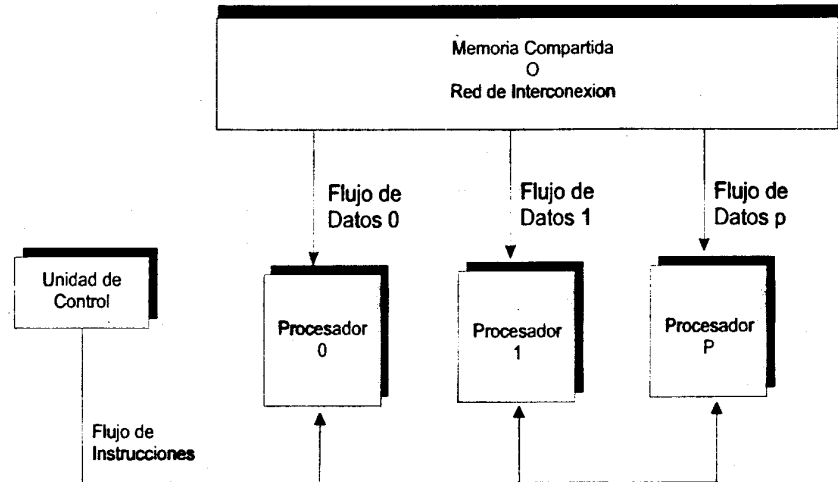 Memoria Compartida
O
Red de Interconexion
Flujo de
Datos 0
Flujo de
Datos 1
Flujo de
Datos p
Unidad de
Control
Procesador
0
Procesador
1
Procesador
P
Flujo de
Instrucciones